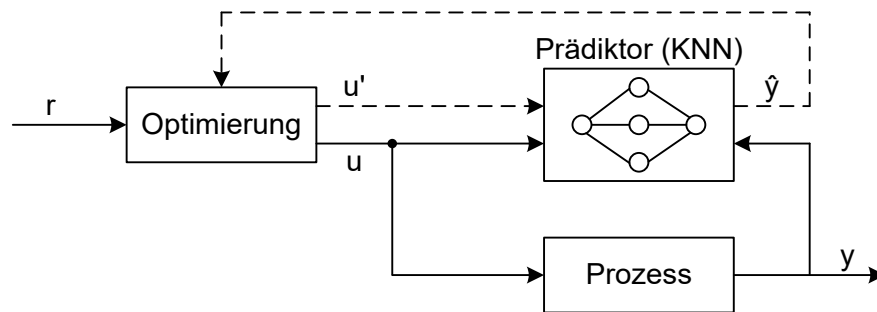 Prädiktor (KNN)
r
Optimierung
u'
u
ŷ
Prozess
y